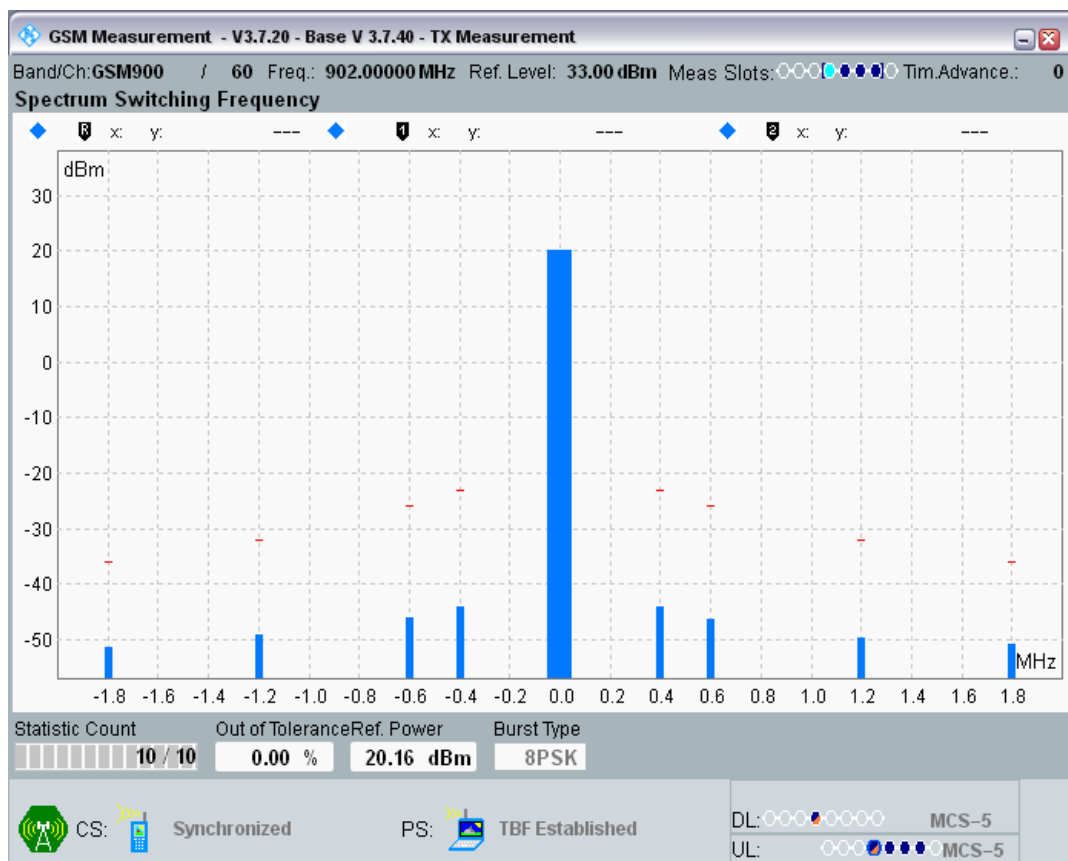 GSM Measurement - V3.7.20 - Base V 3.7.40 - TX Measurement
Band/Ch:GSM900 / 60 Freq.: 902.00000 MHz Ref. Level: 33.00 dBm Meas Slots: Tim.Advance.: 0
Spectrum Switching Frequency
R x: y: --- 1 x: y: --- 2 x: y: ---
dBm
30
20
10
0
-10
-20
-30
-40
-50
MHz
-1.8 -1.6 -1.4 -1.2 -1.0 -0.8 -0.6 -0.4 -0.2 0.0 0.2 0.4 0.6 0.8 1.0 1.2 1.4 1.6 1.8
Statistic Count Out of Tolerance Ref. Power Burst Type
10 / 10 0.00 % 20.16 dBm 8PSK
CS: Synchronized PS: TBF Established DL: MCS-5
UL: MCS-5